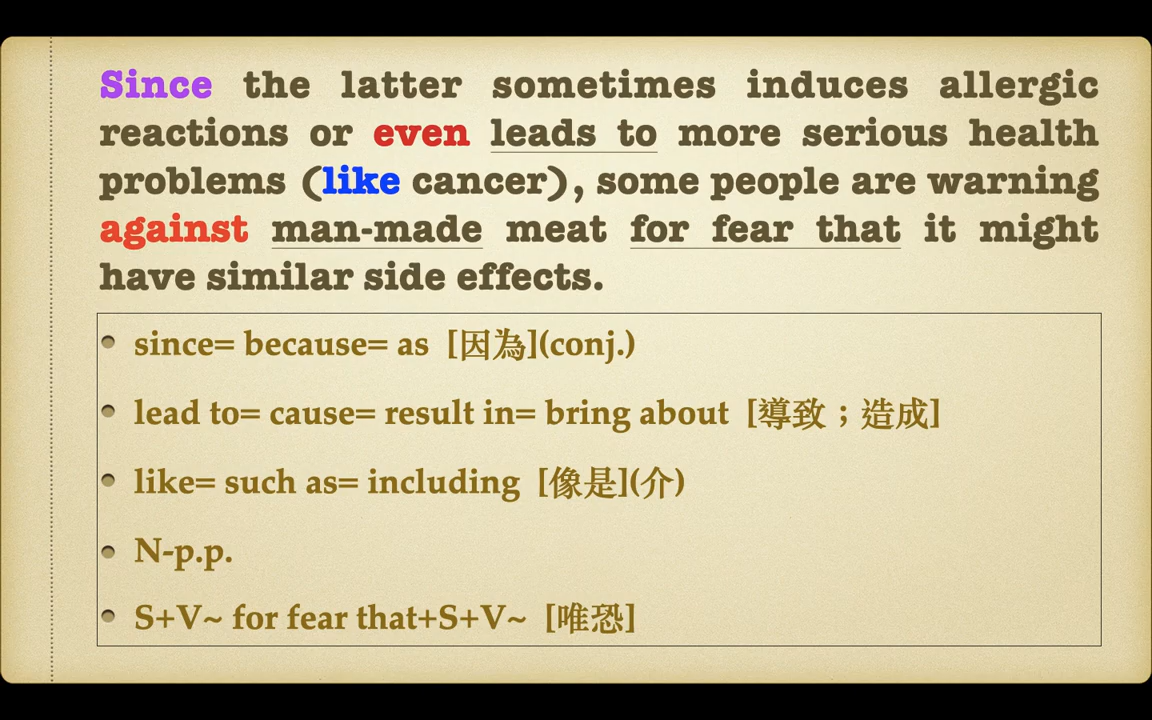 Since the latter sometimes induces allergic
reactions or even leads to more serious health
problems (like cancer), some people are warning
against man-made meat for fear that it might
have similar side effects.
• since= because= as [因為](conj.)
• lead to= cause= result in= bring about [導致；造成]
• like= such as= including [像是](介)
• N-p.p.
• S+V~ for fear that+S+V~ [唯恐]